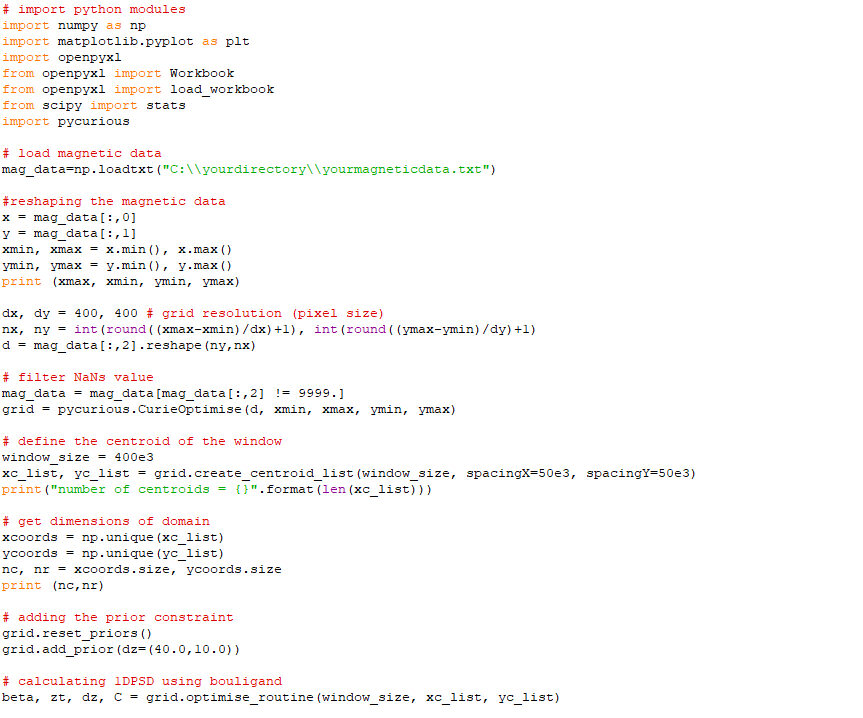 # import python modules
import numpy as np
import matplotlib.pyplot as plt
import openpyxl
from openpyxl import Workbook
from openpyxl import load_workbook
from scipy import stats
import pycurious
# load magnetic data
mag_data=np.loadtxt("C:\\yourdirectory\\yourmagneticdata.txt")
#reshaping the magnetic data
x = mag_data[:,0]
y = mag_data[:,1]
xmin, xmax = x.min(), x.max()
ymin, ymax = y.min(), y.max()
print (xmax, xmin, ymin, ymax)
dx, dy = 400, 400 # grid resolution (pixel size)
nx, ny = int(round((xmax-xmin)/dx)+1), int(round((ymax-ymin)/dy)+1)
d = mag_data[:,2].reshape(ny,nx)
# filter NaNs value
mag_data = mag_data[mag_data[:,2] != 9999.]
grid = pycurious.CurieOptimise(d, xmin, xmax, ymin, ymax)
# define the centroid of the window
window_size = 400e3
xc_list, yc_list = grid.create_centroid_list(window_size, spacingX=50e3, spacingY=50e3)
print("number of centroids = {}".format(len(xc_list)))
# get dimensions of domain
xcoords = np.unique(xc_list)
ycoords = np.unique(yc_list)
nc, nr = xcoords.size, ycoords.size
print (nc,nr)
# adding the prior constraint
grid.reset_priors()
grid.add_prior(dz=(40.0,10.0))
# calculating 1DPSD using bouligand
beta, zt, dz, C = grid.optimise_routine(window_size, xc_list, yc_list)